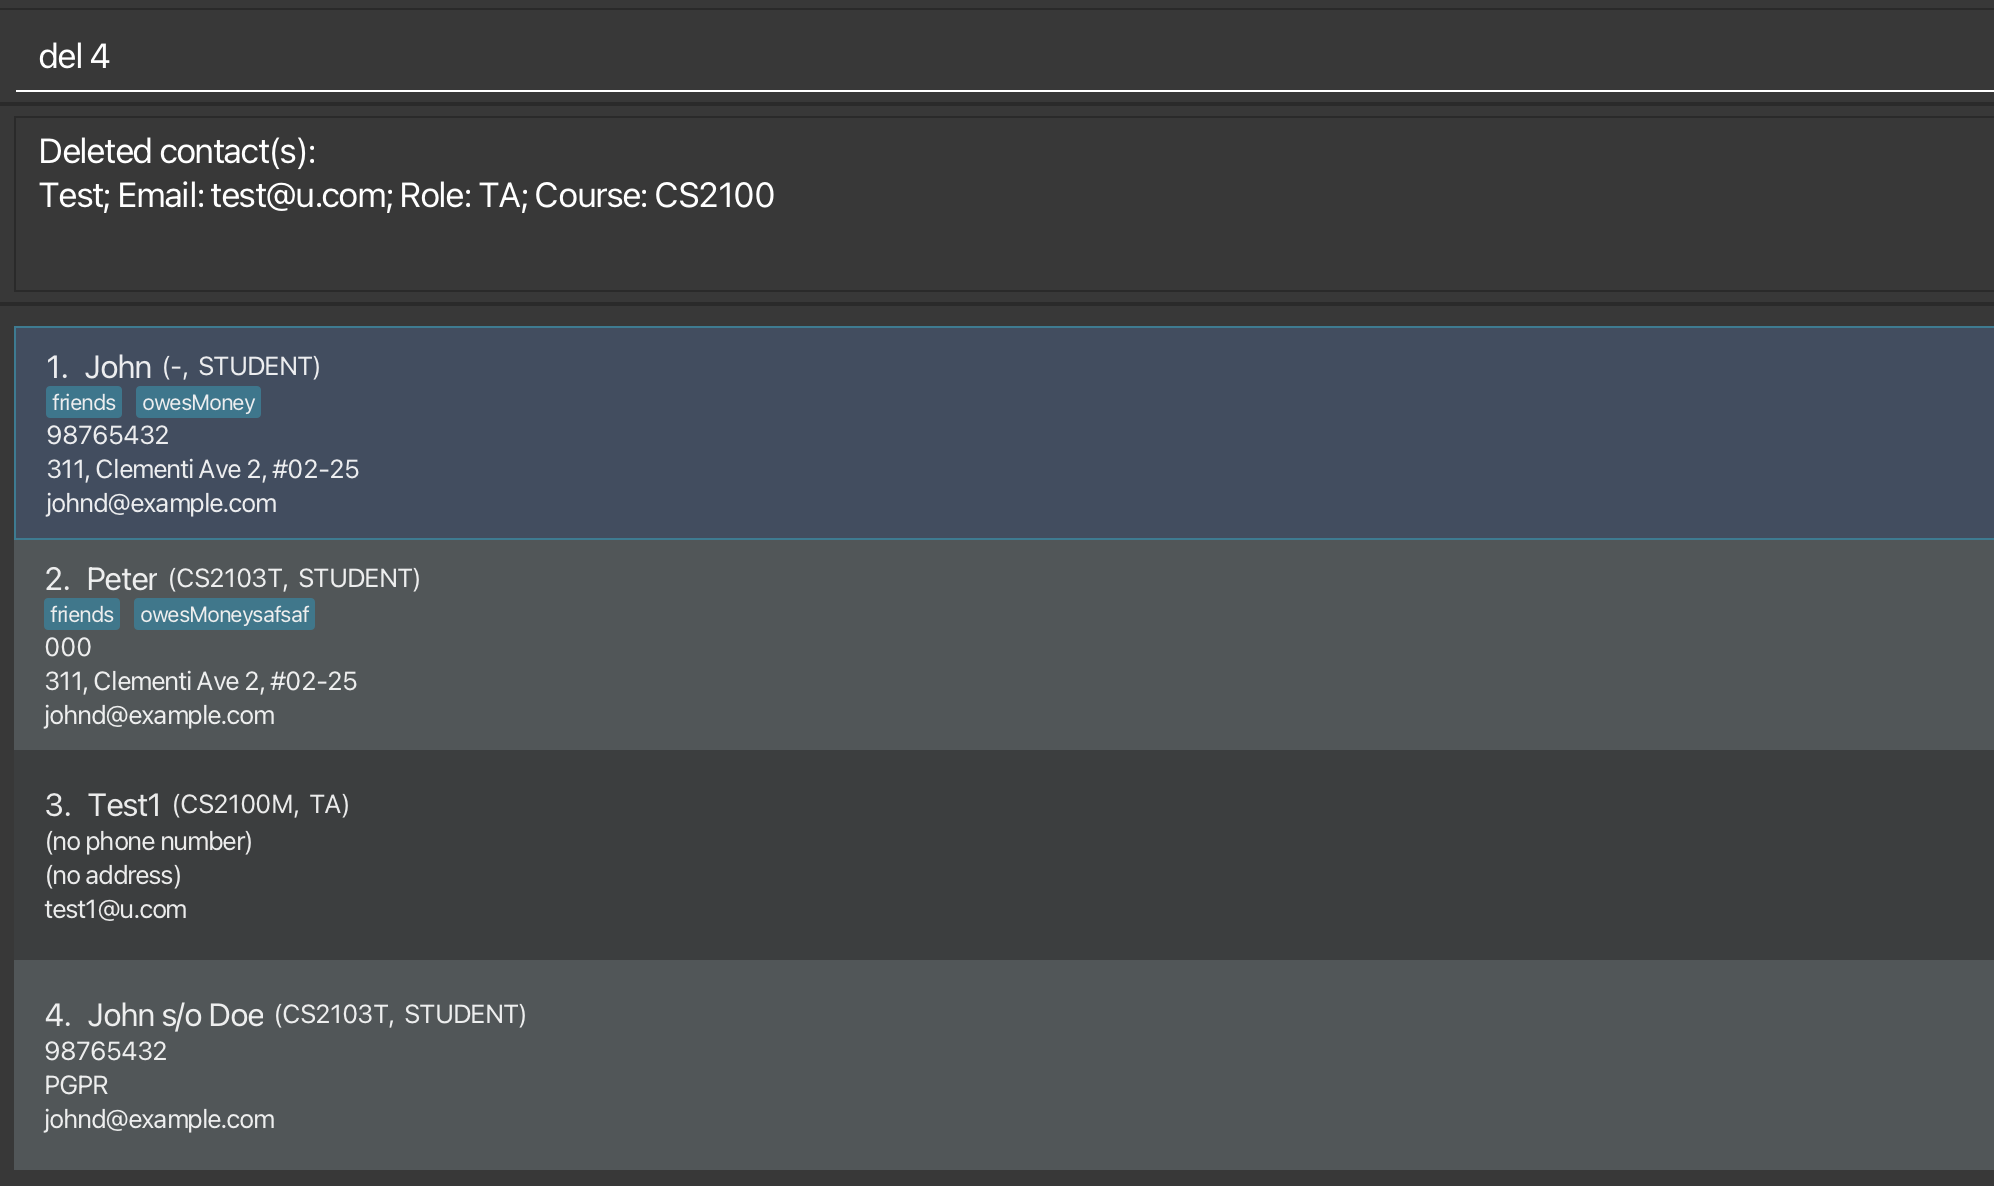 del 4
Deleted contact(s):
Test; Email: test@u.com; Role: TA; Course: CS2100
1. John (-, STUDENT)
friends owesMoney
98765432
311, Clementi Ave 2, #02-25
johnd@example.com
2. Peter (CS2103T, STUDENT)
friends owesMoneysafsaf
000
311, Clementi Ave 2, #02-25
johnd@example.com
3. Test1 (CS2100M, TA)
(no phone number)
(no address)
test1@u.com
4. John s/o Doe (CS2103T, STUDENT)
98765432
PGPR
johnd@example.com